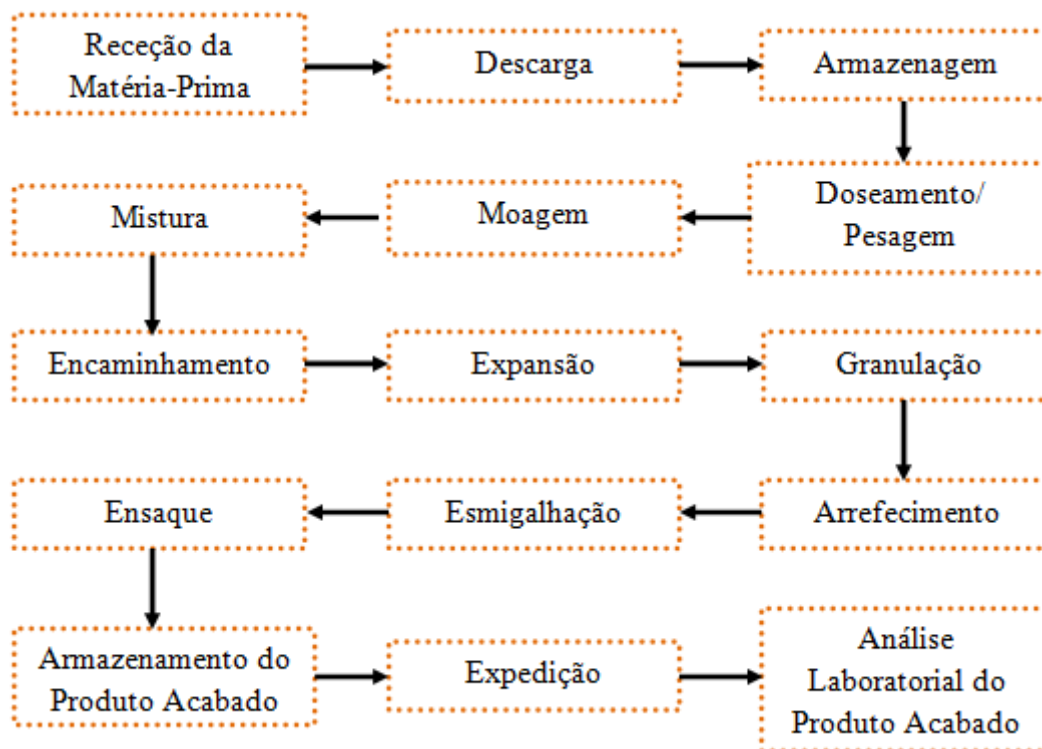 Receção da
Matéria-Prima
Descarga
Armazenagem
Doseamento/
Pesagem
Moagem
Mistura
Encaminhamento
Expansão
Granulação
Arrefecimento
Esmigalhação
Ensaque
Armazenamento do
Produto Acabado
Expedição
Análise
Laboratorial do
Produto Acabado